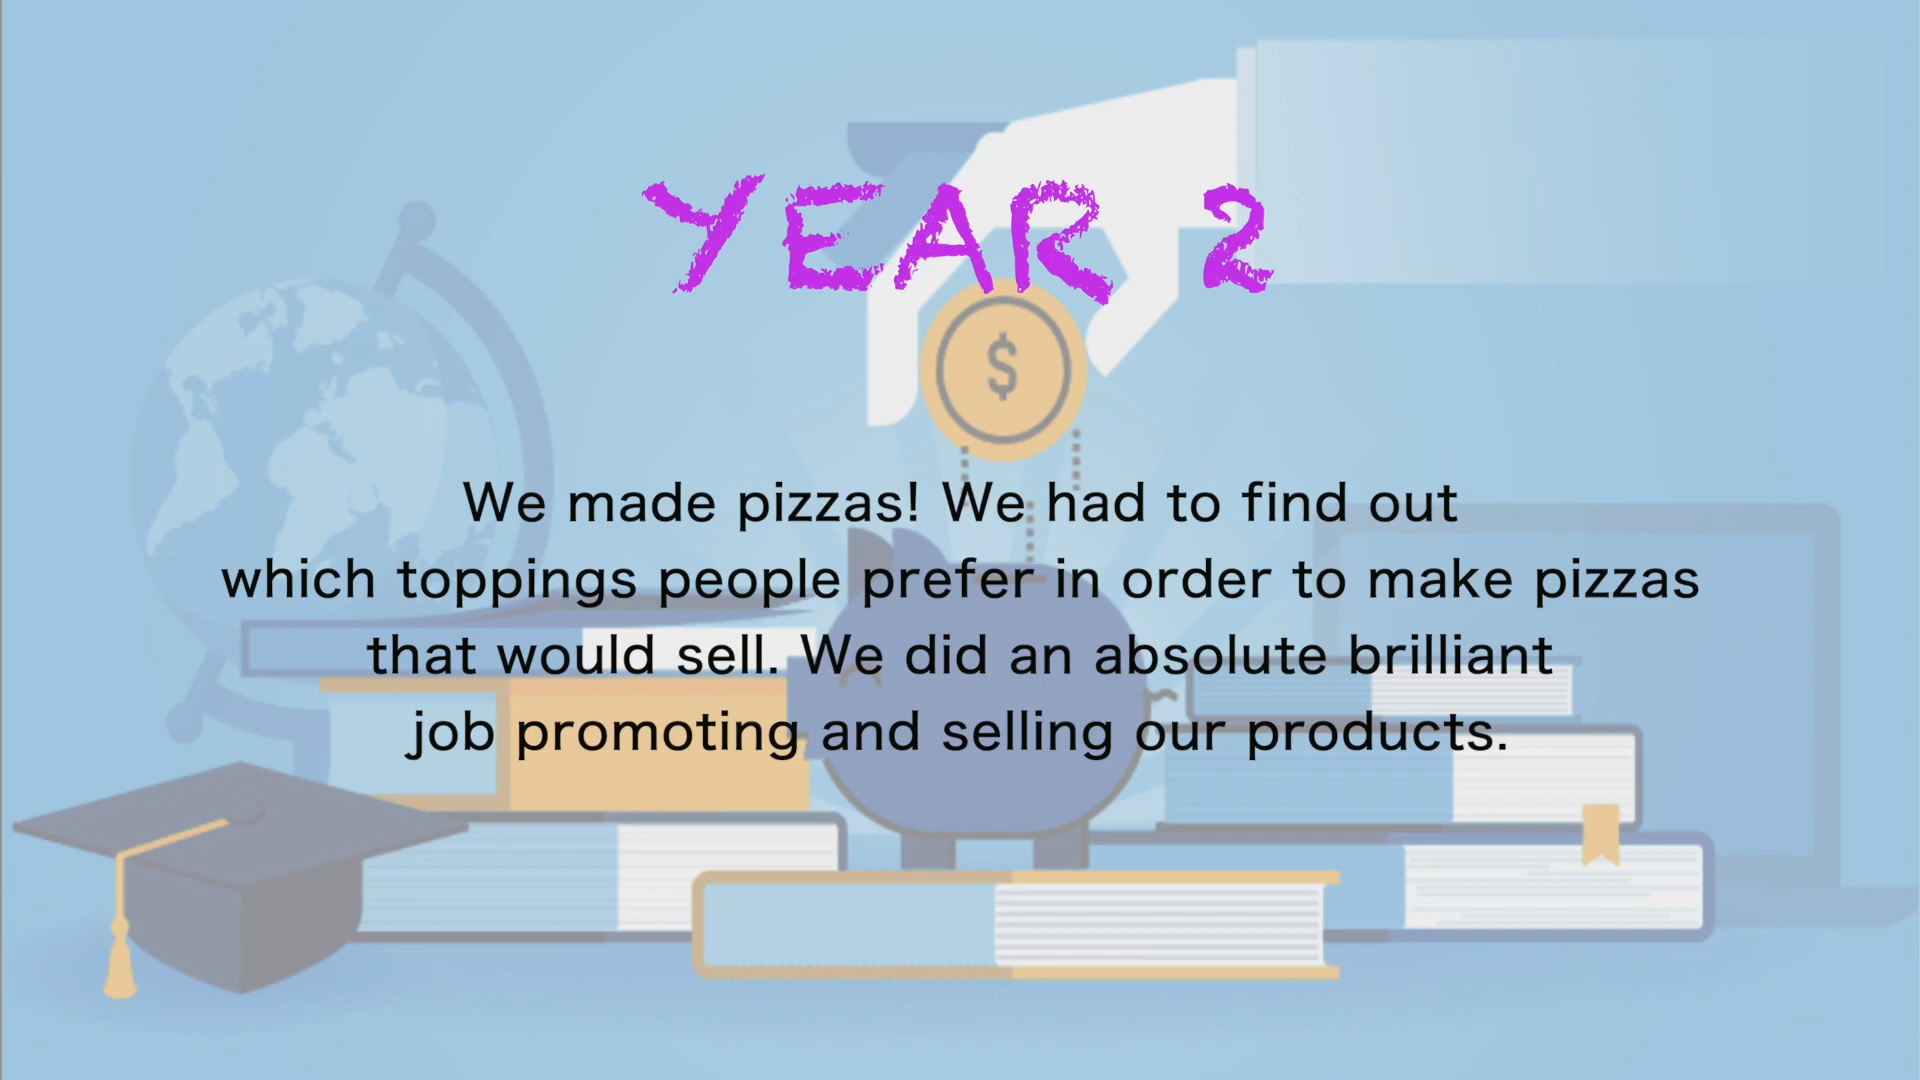 YEAR 2
$
We made pizzas! We had to find out
which toppings people prefer in order to make pizzas
that would sell. We did an absolute brilliant
job promoting and selling our products.